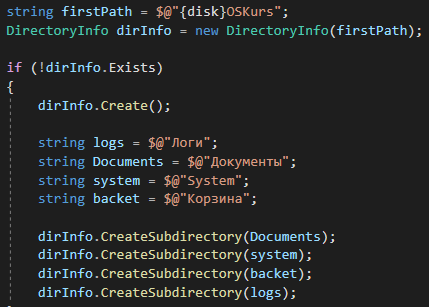 string firstPath = $@"{disk}OSKurs";
DirectoryInfo dirInfo = new DirectoryInfo(firstPath);
if (!dirInfo.Exists)
{
dirInfo.Create();
string logs = $@"Логи";
string Documents = $@"Документы";
string system = $@"System";
string backet = $@"Корзина";
dirInfo.CreateSubdirectory(Documents);
dirInfo.CreateSubdirectory(system);
dirInfo.CreateSubdirectory(backet);
dirInfo.CreateSubdirectory(logs);
}